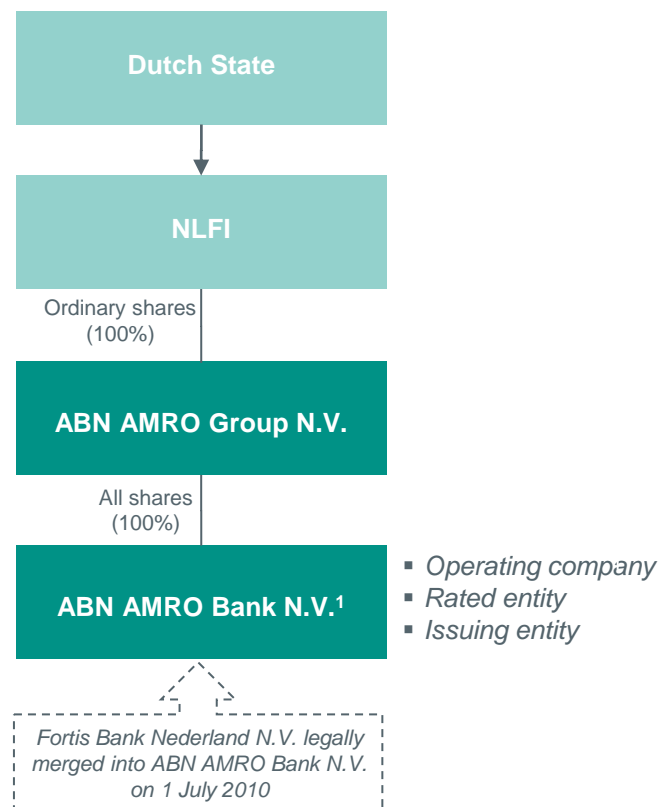 Dutch State
NLFI
Ordinary shares
(100%)
ABN AMRO Group N.V.
All shares
(100%)
ABN AMRO Bank N.V.¹
▪ Operating company
▪ Rated entity
▪ Issuing entity
Fortis Bank Nederland N.V. legally
merged into ABN AMRO Bank N.V.
on 1 July 2010